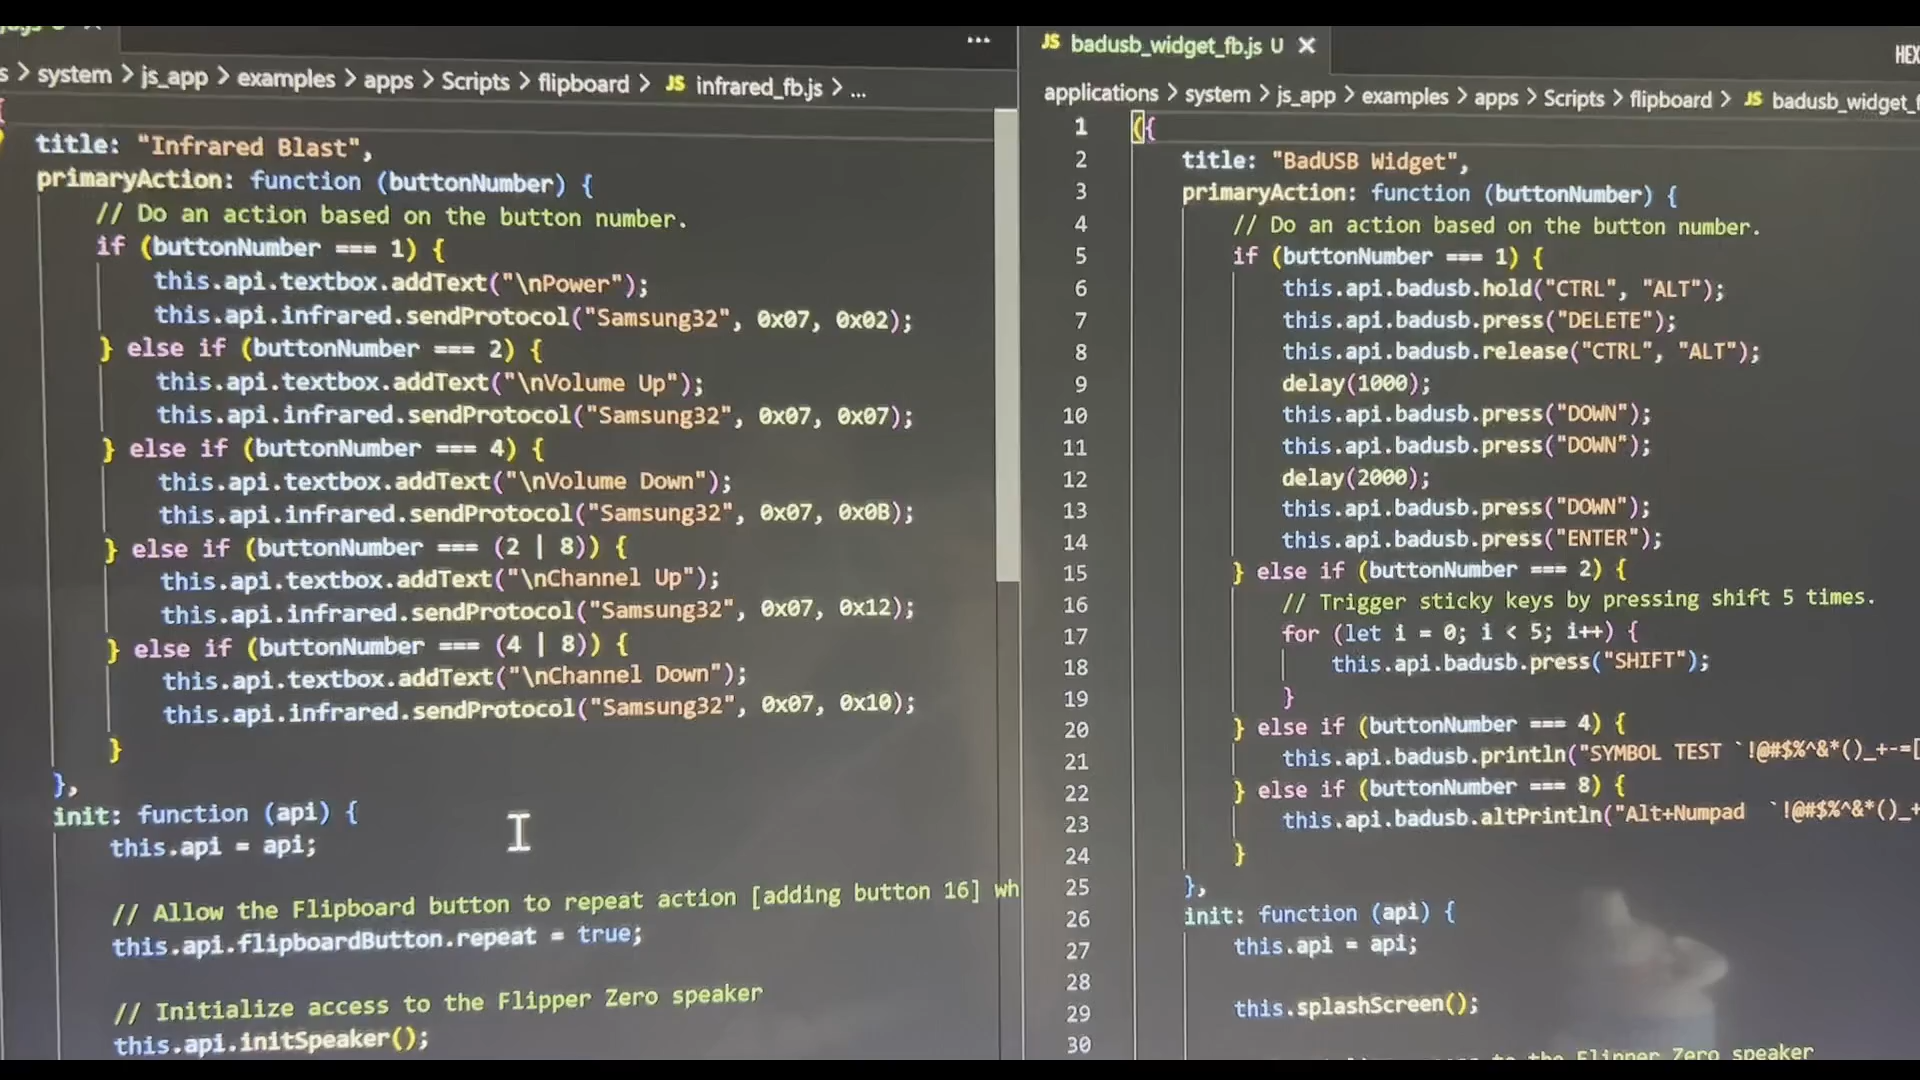 s > system > js_app > examples > apps > Scripts > flipboard > JS infrared_fb.js > ...
title: "Infrared Blast",
primaryAction: function (buttonNumber) {
// Do an action based on the button number.
if (buttonNumber === 1) {
this.api.textbox.addText("\nPower");
this.api.infrared.sendProtocol("Samsung32", 0x07, 0x02);
} else if (buttonNumber === 2) {
this.api.textbox.addText("\nVolume Up");
this.api.infrared.sendProtocol("Samsung32", 0x07, 0x07);
} else if (buttonNumber === 4) {
this.api.textbox.addText("\nVolume Down");
this.api.infrared.sendProtocol("Samsung32", 0x07, 0x0B);
} else if (buttonNumber === (2 | 8)) {
this.api.textbox.addText("\nChannel Up");
this.api.infrared.sendProtocol("Samsung32", 0x07, 0x12);
} else if (buttonNumber === (4 | 8)) {
this.api.textbox.addText("\nChannel Down");
this.api.infrared.sendProtocol("Samsung32", 0x07, 0x10);
}
},
init: function (api) {
this.api = api;
// Allow the Flipboard button to repeat action [adding button 16] wh
this.api.flipboardButton.repeat = true;
// Initialize access to the Flipper Zero speaker
this.api.initSpeaker();
JS badusb_widget_fb.js U ×
HEX
applications > system > js_app > examples > apps > Scripts > flipboard > JS badusb_widget_f
1 ({
2 title: "BadUSB Widget",
3 primaryAction: function (buttonNumber) {
4 // Do an action based on the button number.
5 if (buttonNumber === 1) {
6 this.api.badusb.hold("CTRL", "ALT");
7 this.api.badusb.press("DELETE");
8 this.api.badusb.release("CTRL", "ALT");
9 delay(1000);
10 this.api.badusb.press("DOWN");
11 this.api.badusb.press("DOWN");
12 delay(2000);
13 this.api.badusb.press("DOWN");
14 this.api.badusb.press("ENTER");
15 } else if (buttonNumber === 2) {
16 // Trigger sticky keys by pressing shift 5 times.
17 for (let i = 0; i < 5; i++) {
18 this.api.badusb.press("SHIFT");
19 }
20 } else if (buttonNumber === 4) {
21 this.api.badusb.println("SYMBOL TEST `!@#$%^&*()_+-=[
22 } else if (buttonNumber === 8) {
23 this.api.badusb.altPrintln("Alt+Numpad `!@#$%^&*()_+
24 }
25 },
26 init: function (api) {
27 this.api = api;
28
29 this.splashScreen();
30
the Flipper Zero speaker